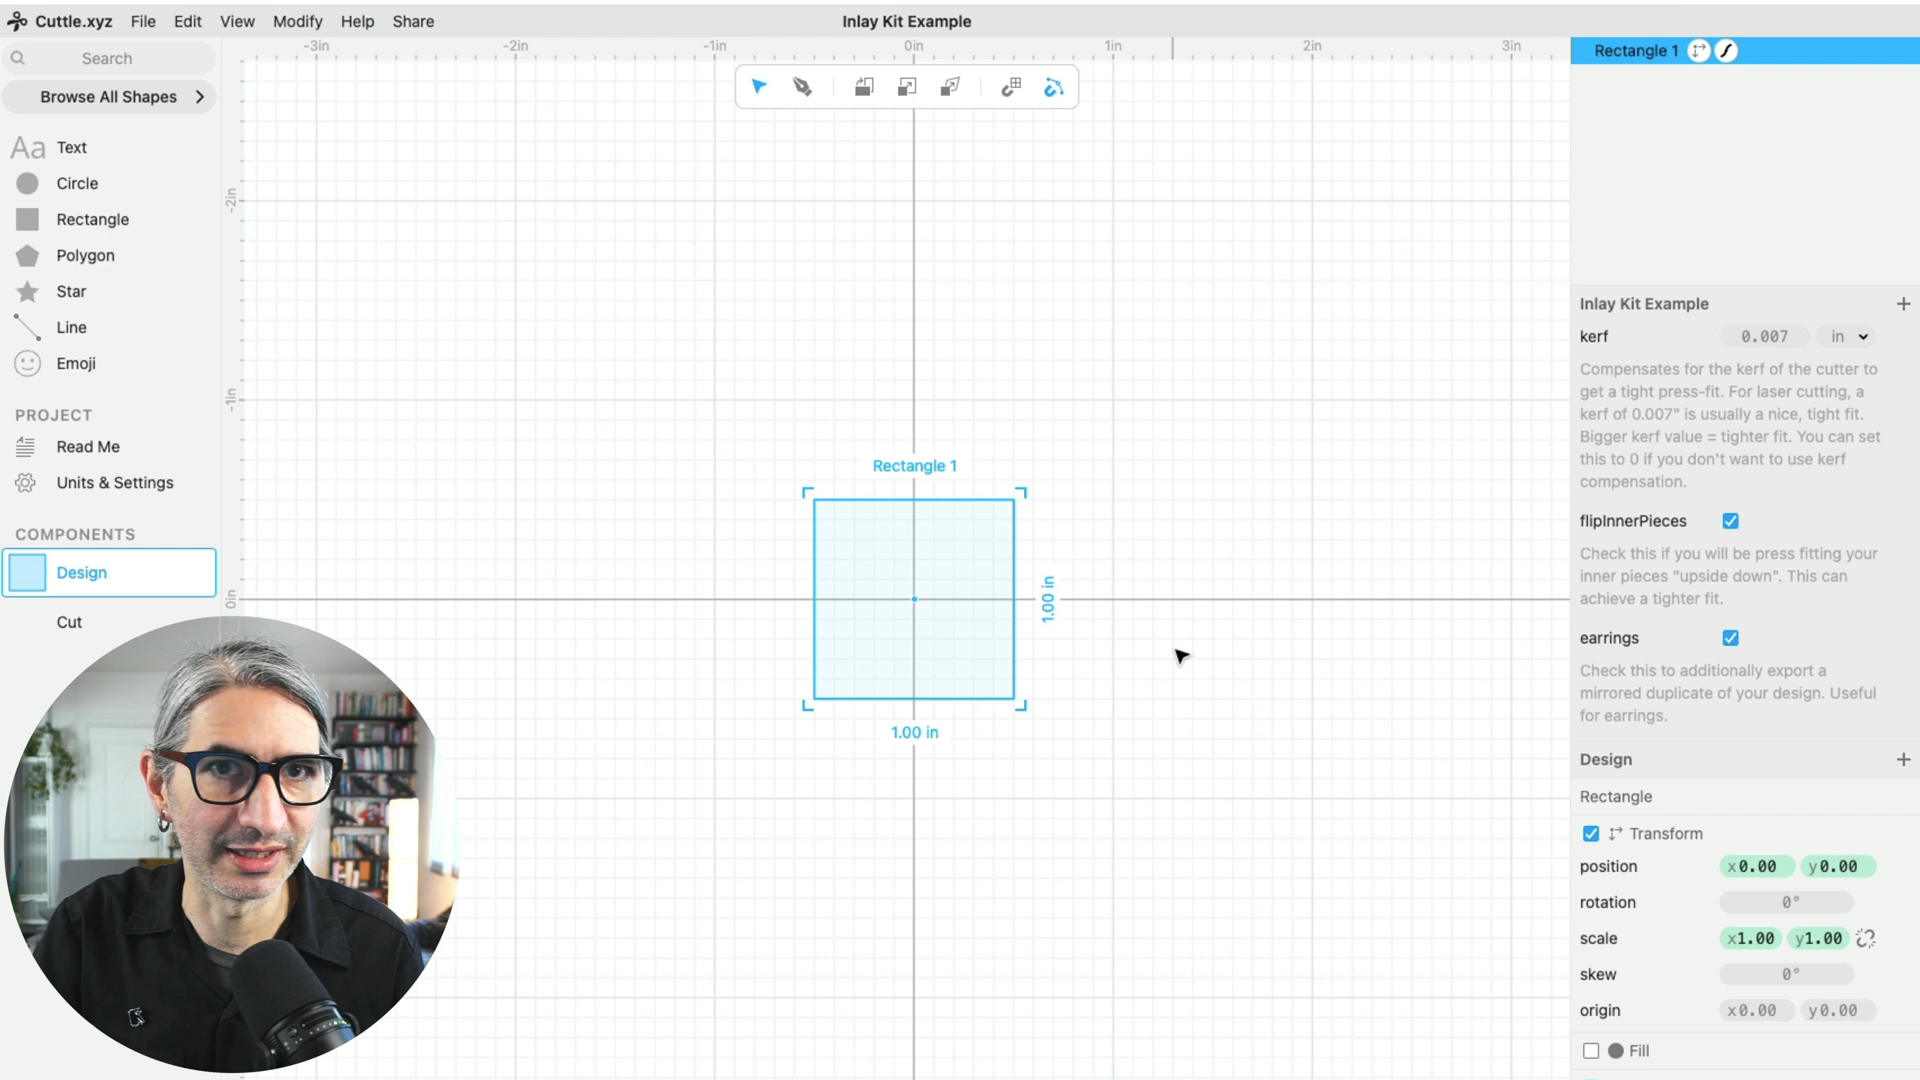 Cuttle.xyz File Edit View Modify Help Share
Inlay Kit Example
Search
Browse All Shapes
Aa Text
Circle
Rectangle
Polygon
Star
Line
Emoji
PROJECT
Read Me
Units & Settings
COMPONENTS
Design
Cut
-3in -2in -1in 0in 1in 2in 3in
-2in
-1in
0in
Rectangle 1
1.00 in
1.00 in
Rectangle 1
Inlay Kit Example
kerf 0.007 in
Compensates for the kerf of the cutter to
get a tight press-fit. For laser cutting, a
kerf of 0.007" is usually a nice, tight fit.
Bigger kerf value = tighter fit. You can set
this to 0 if you don't want to use kerf
compensation.
flipInnerPieces
Check this if you will be press fitting your
inner pieces "upside down". This can
achieve a tighter fit.
earrings
Check this to additionally export a
mirrored duplicate of your design. Useful
for earrings.
Design
Rectangle
Transform
position x0.00 y0.00
rotation 0°
scale x1.00 y1.00
skew 0°
origin x0.00 y0.00
Fill